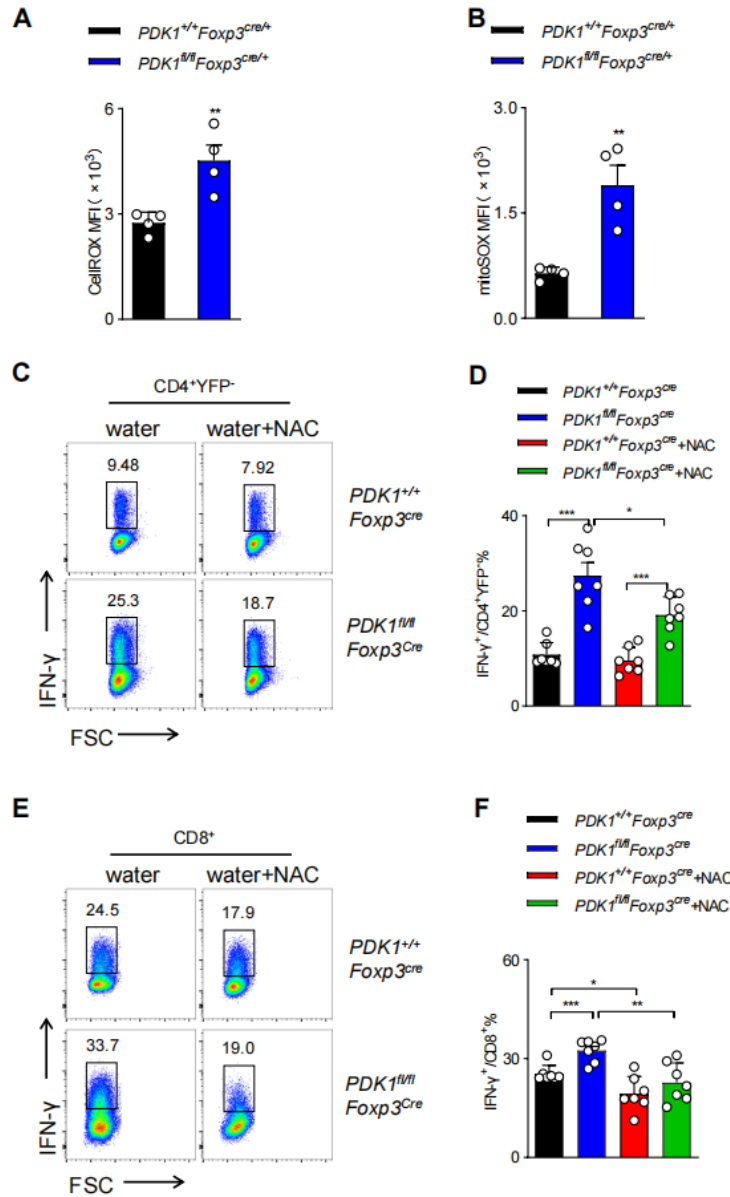 A
PDK1+/+Foxp3cre/+
PDK1fl/flFoxp3cre/+
6
3
0
CellROX MFI ( × 10³)
**
B
PDK1+/+Foxp3cre/+
PDK1fl/flFoxp3cre/+
3.0
1.5
0.0
mitoSOX MFI ( × 10³)
**
C
CD4+YFP-
water
water+NAC
9.48
7.92
PDK1+/+
Foxp3cre
25.3
18.7
PDK1fl/fl
Foxp3Cre
IFN-γ
FSC
D
PDK1+/+Foxp3cre
PDK1fl/flFoxp3cre
PDK1+/+Foxp3cre+NAC
PDK1fl/flFoxp3cre+NAC
40
20
0
IFN-γ+/CD4+YFP-%
***
*
***
E
CD8+
water
water+NAC
24.5
17.9
PDK1+/+
Foxp3cre
33.7
19.0
PDK1fl/fl
Foxp3Cre
IFN-γ
FSC
F
PDK1+/+Foxp3cre
PDK1fl/flFoxp3cre
PDK1+/+Foxp3cre+NAC
PDK1fl/flFoxp3cre+NAC
60
30
0
IFN-γ+/CD8+%
*
***
**